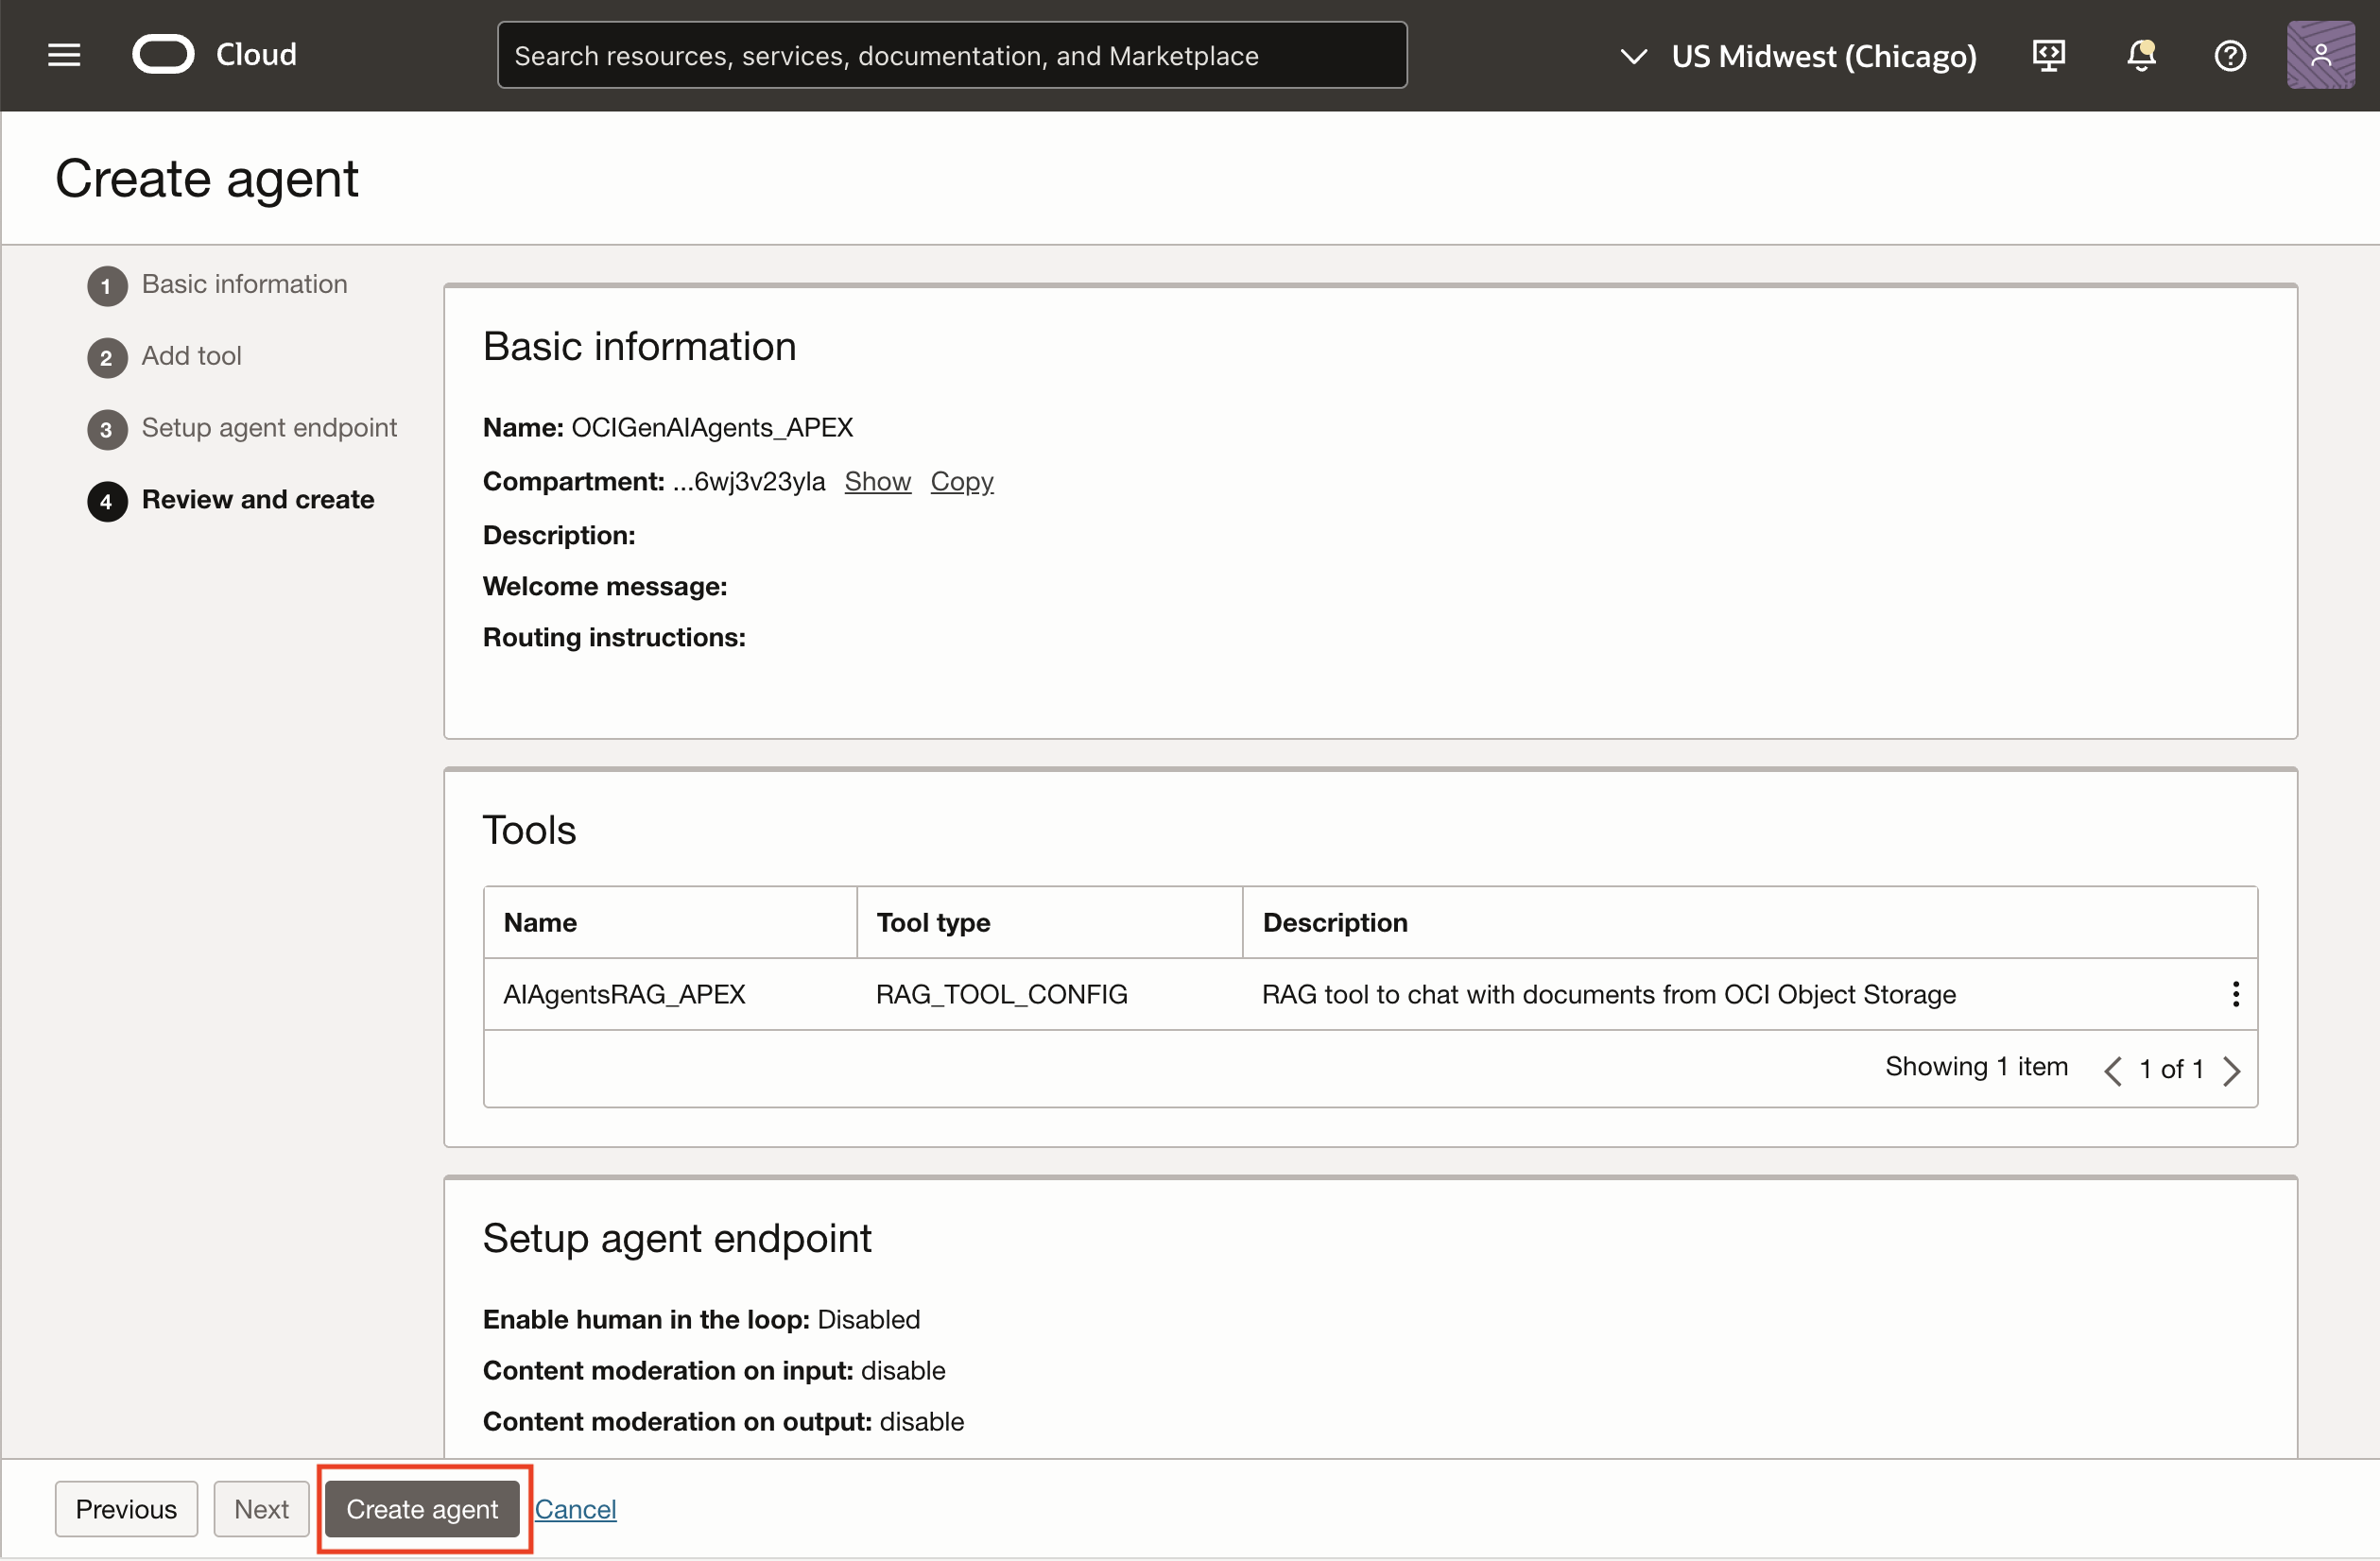 Cloud
Search resources, services, documentation, and Marketplace
US Midwest (Chicago)
Create agent
1 Basic information
2 Add tool
3 Setup agent endpoint
4 Review and create
Basic information
Name: OCIGenAIAgents_APEX
Compartment: ...6wj3v23yla Show Copy
Description:
Welcome message:
Routing instructions:
Tools
Name Tool type Description
AIAgentsRAG_APEX RAG_TOOL_CONFIG RAG tool to chat with documents from OCI Object Storage
Showing 1 item 1 of 1
Setup agent endpoint
Enable human in the loop: Disabled
Content moderation on input: disable
Content moderation on output: disable
Previous Next Create agent Cancel